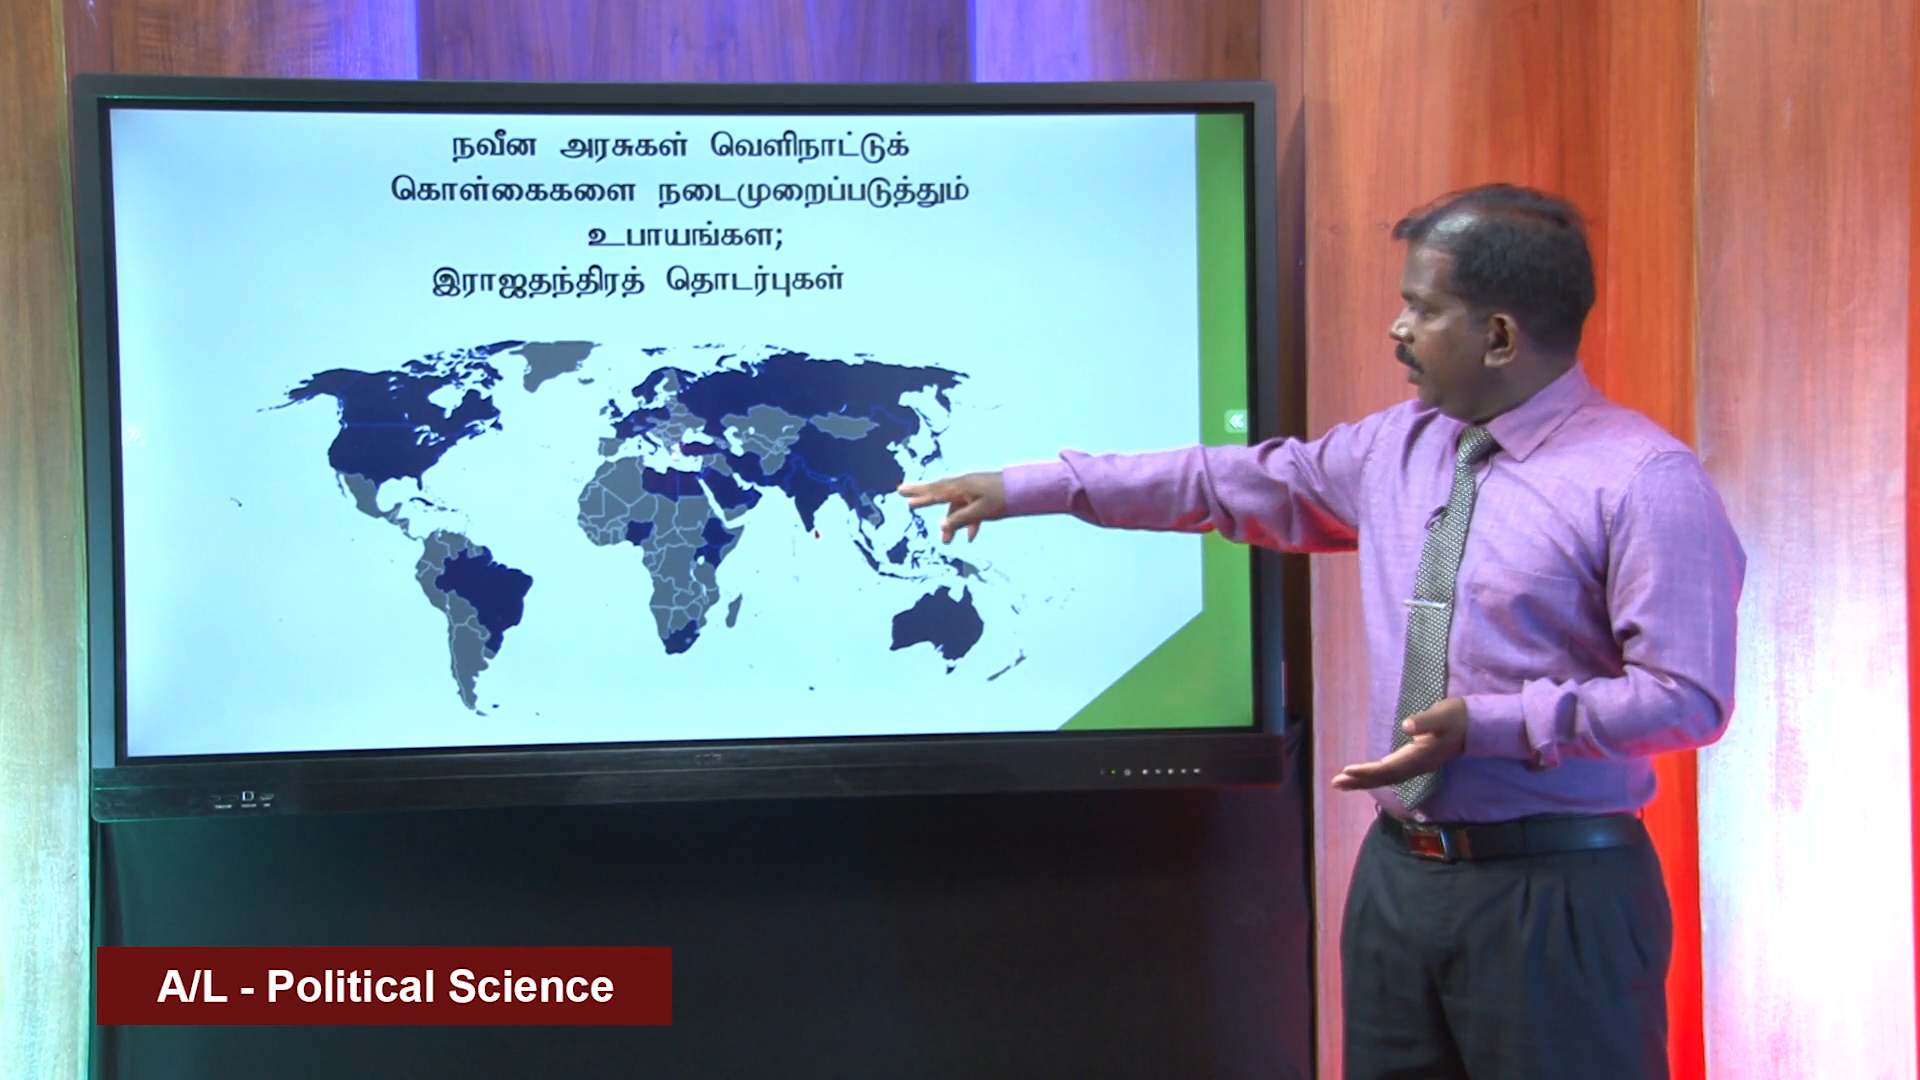 நவீன அரசுகள் வெளிநாட்டுக்
கொள்கைகளை நடைமுறைப்படுத்தும்
உபாயங்கள;
இராஜதந்திரத் தொடர்புகள்
A/L - Political Science